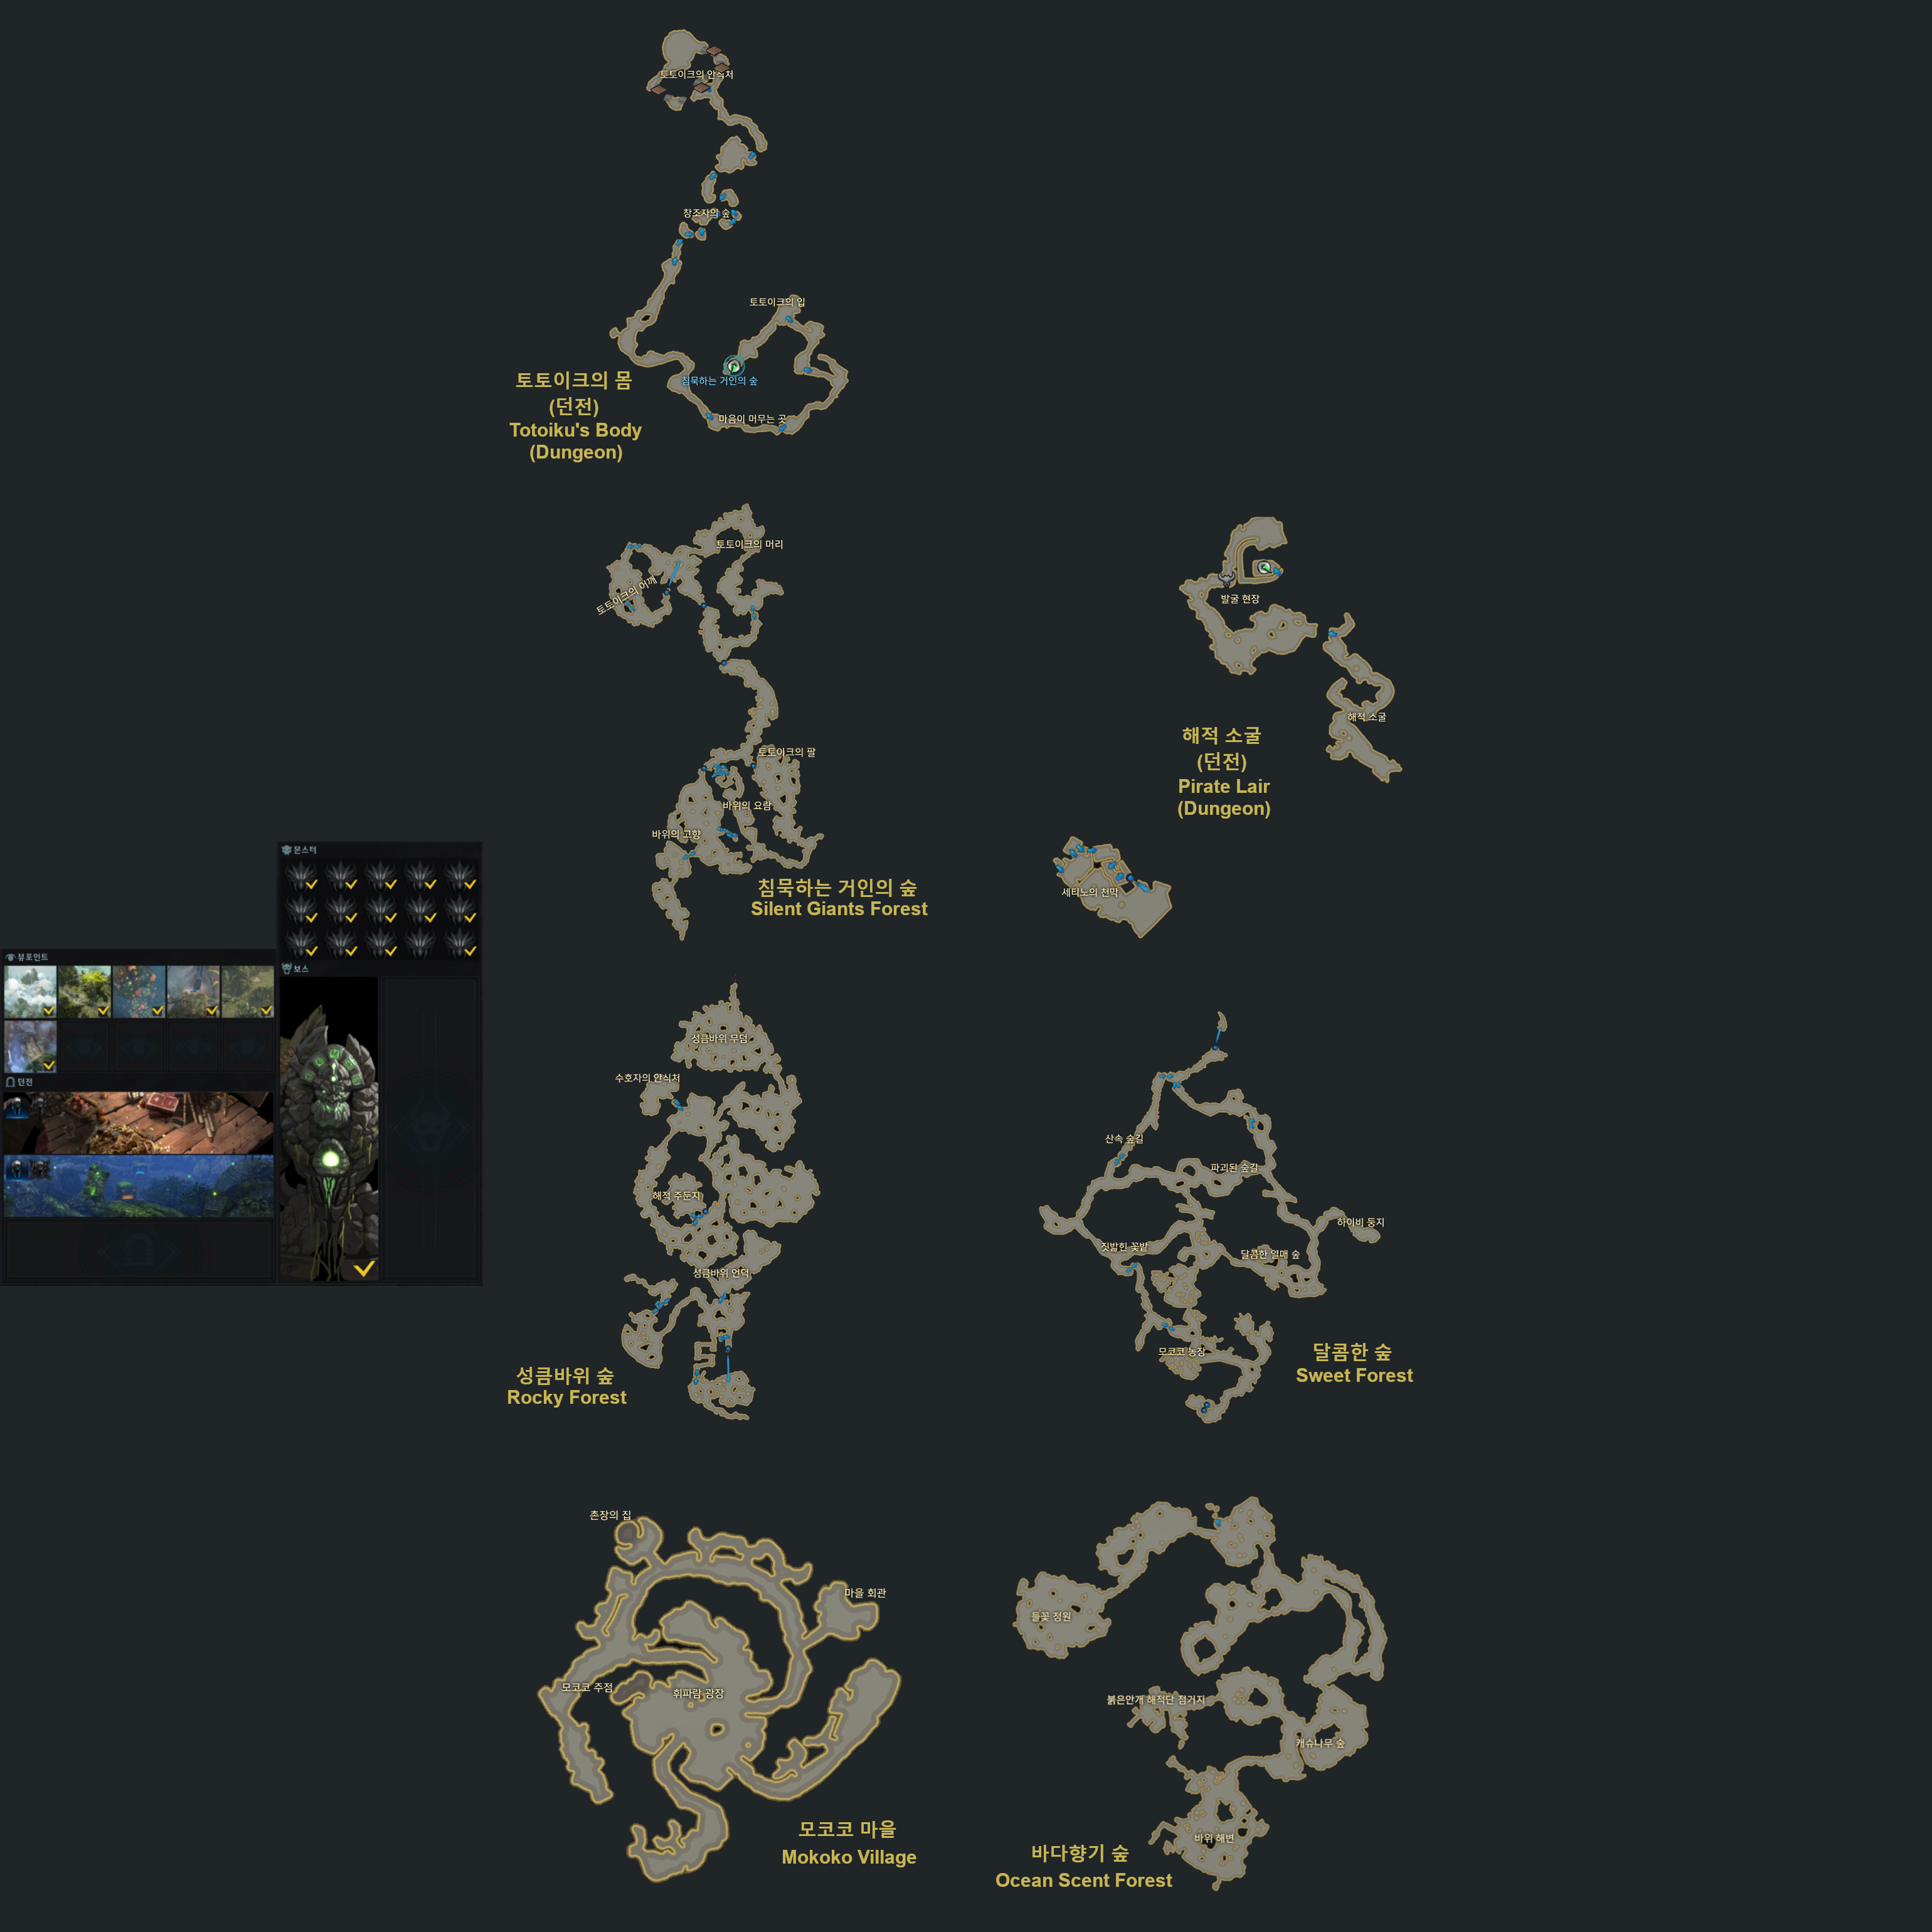 토토이크의 안식처
창조자의 숲
토토이크의 입
침묵하는 거인의 숲
마음이 머무는 곳
토토이크의 몸
(던전)
Totoiku's Body
(Dungeon)
토토이크의 머리
토토이크의 어깨
토토이크의 팔
바위의 요람
바위의 고향
침묵하는 거인의 숲
Silent Giants Forest
발굴 현장
해적 소굴
해적 소굴
(던전)
Pirate Lair
(Dungeon)
세티노의 천막
몬스터
보스
뷰포인트
던전
성큼바위 무덤
수호자의 안식처
해적 주둔지
성큼바위 언덕
성큼바위 숲
Rocky Forest
산속 숲길
파괴된 숲길
하이비 둥지
짓밟힌 꽃밭
달콤한 열매 숲
모코코 농장
달콤한 숲
Sweet Forest
촌장의 집
마을 회관
모코코 주점
휘파람 광장
모코코 마을
Mokoko Village
들꽃 정원
붉은안개 해적단 점거지
캐슈나무 숲
바위 해변
바다향기 숲
Ocean Scent Forest